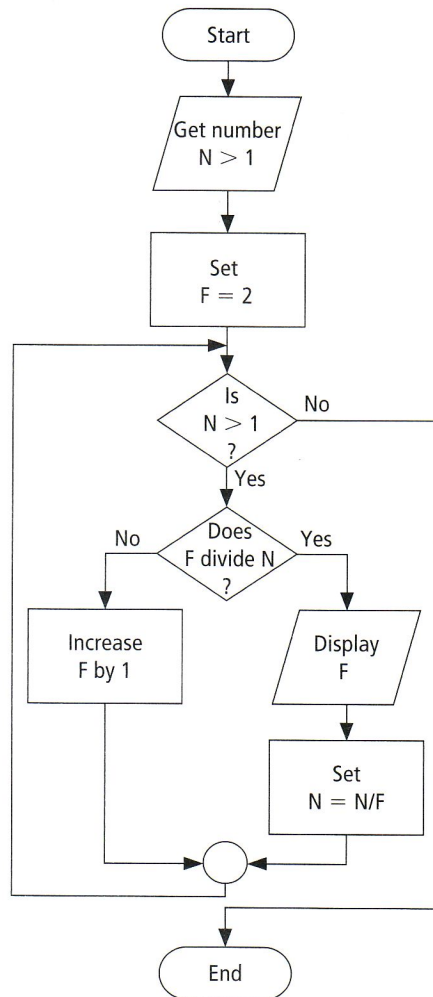 Start
Get number
N > 1
Set
F = 2
Is
N > 1
?
No
Yes
Does
F divide N
?
No
Yes
Increase
F by 1
Display
F
Set
N = N/F
End